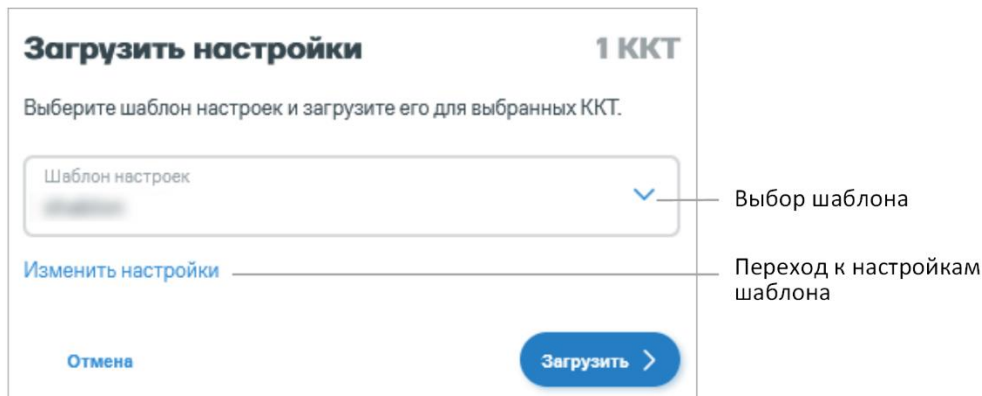 Загрузить настройки 1 ККТ
Выберите шаблон настроек и загрузите его для выбранных ККТ.
Шаблон настроек
Выбор шаблона
Изменить настройки
Переход к настройкам
шаблона
Отмена
Загрузить